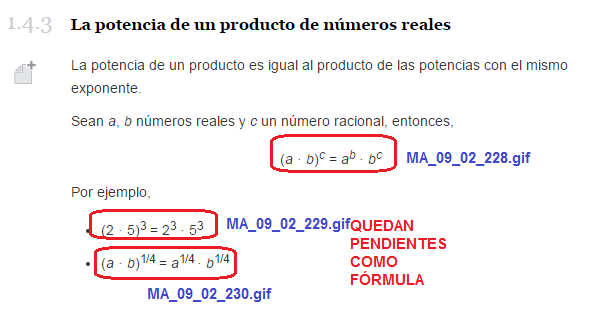 1.4.3 La potencia de un producto de números reales
La potencia de un producto es igual al producto de las potencias con el mismo
exponente.
Sean a, b números reales y c un número racional, entonces,
(a · b)ᶜ = aᵇ · bᶜ MA_09_02_228.gif
Por ejemplo,
• (2 · 5)³ = 2³ · 5³ MA_09_02_229.gif QUEDAN
PENDIENTES
COMO
• (a · b)¹/⁴ = a¹/⁴ · b¹/⁴ FÓRMULA
MA_09_02_230.gif